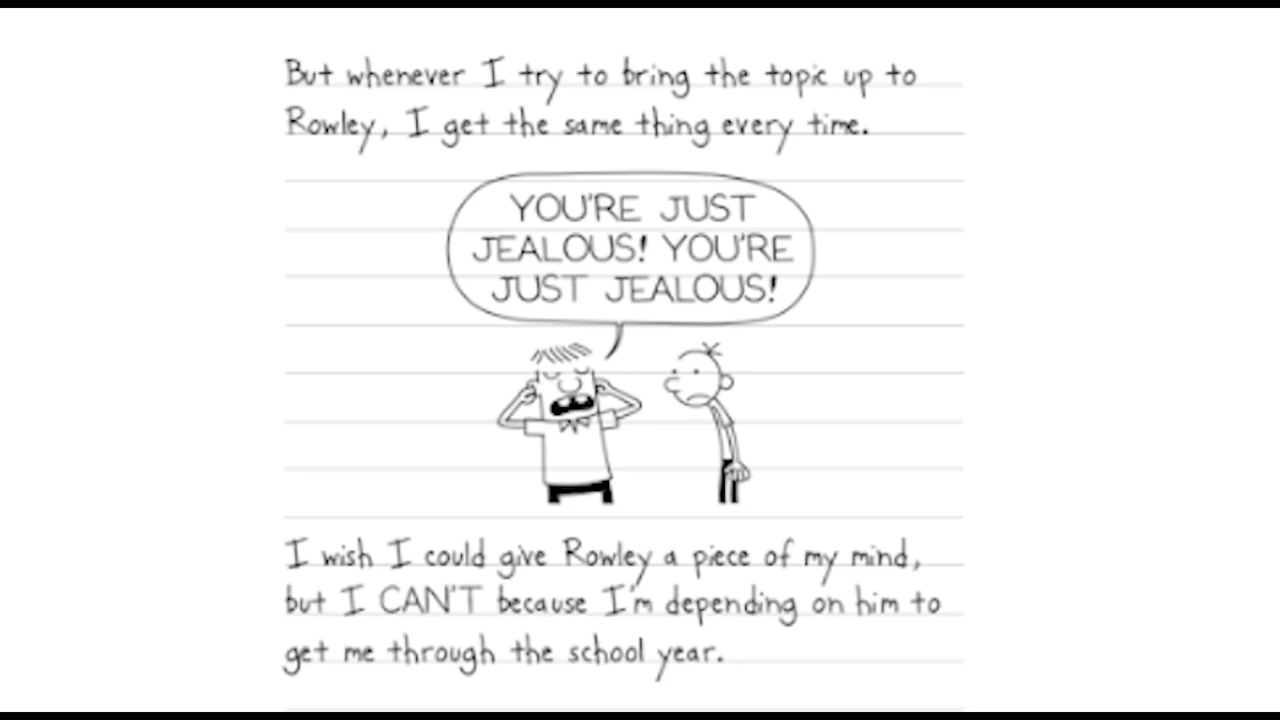 But whenever I try to bring the topic up to
Rowley, I get the same thing every time.
YOU'RE JUST
JEALOUS! YOU'RE
JUST JEALOUS!
I wish I could give Rowley a piece of my mind,
but I CAN'T because I'm depending on him to
get me through the school year.